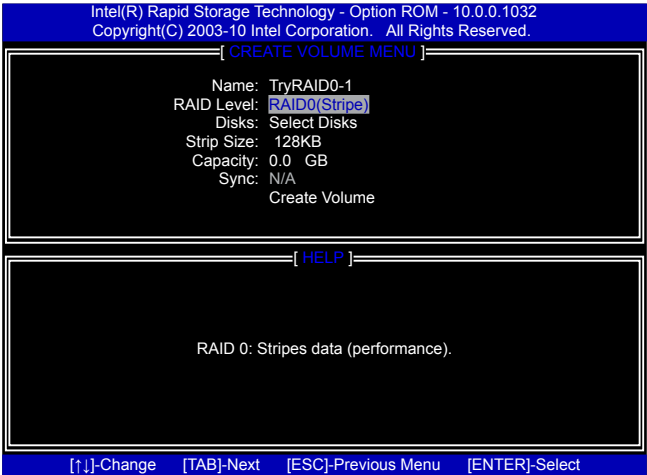 Intel(R) Rapid Storage Technology - Option ROM - 10.0.0.1032
Copyright(C) 2003-10 Intel Corporation. All Rights Reserved.
[ CREATE VOLUME MENU ]
Name: TryRAID0-1
RAID Level: RAID0(Stripe)
Disks: Select Disks
Strip Size: 128KB
Capacity: 0.0 GB
Sync: N/A
Create Volume
[ HELP ]
RAID 0: Stripes data (performance).
[↑↓]-Change [TAB]-Next [ESC]-Previous Menu [ENTER]-Select